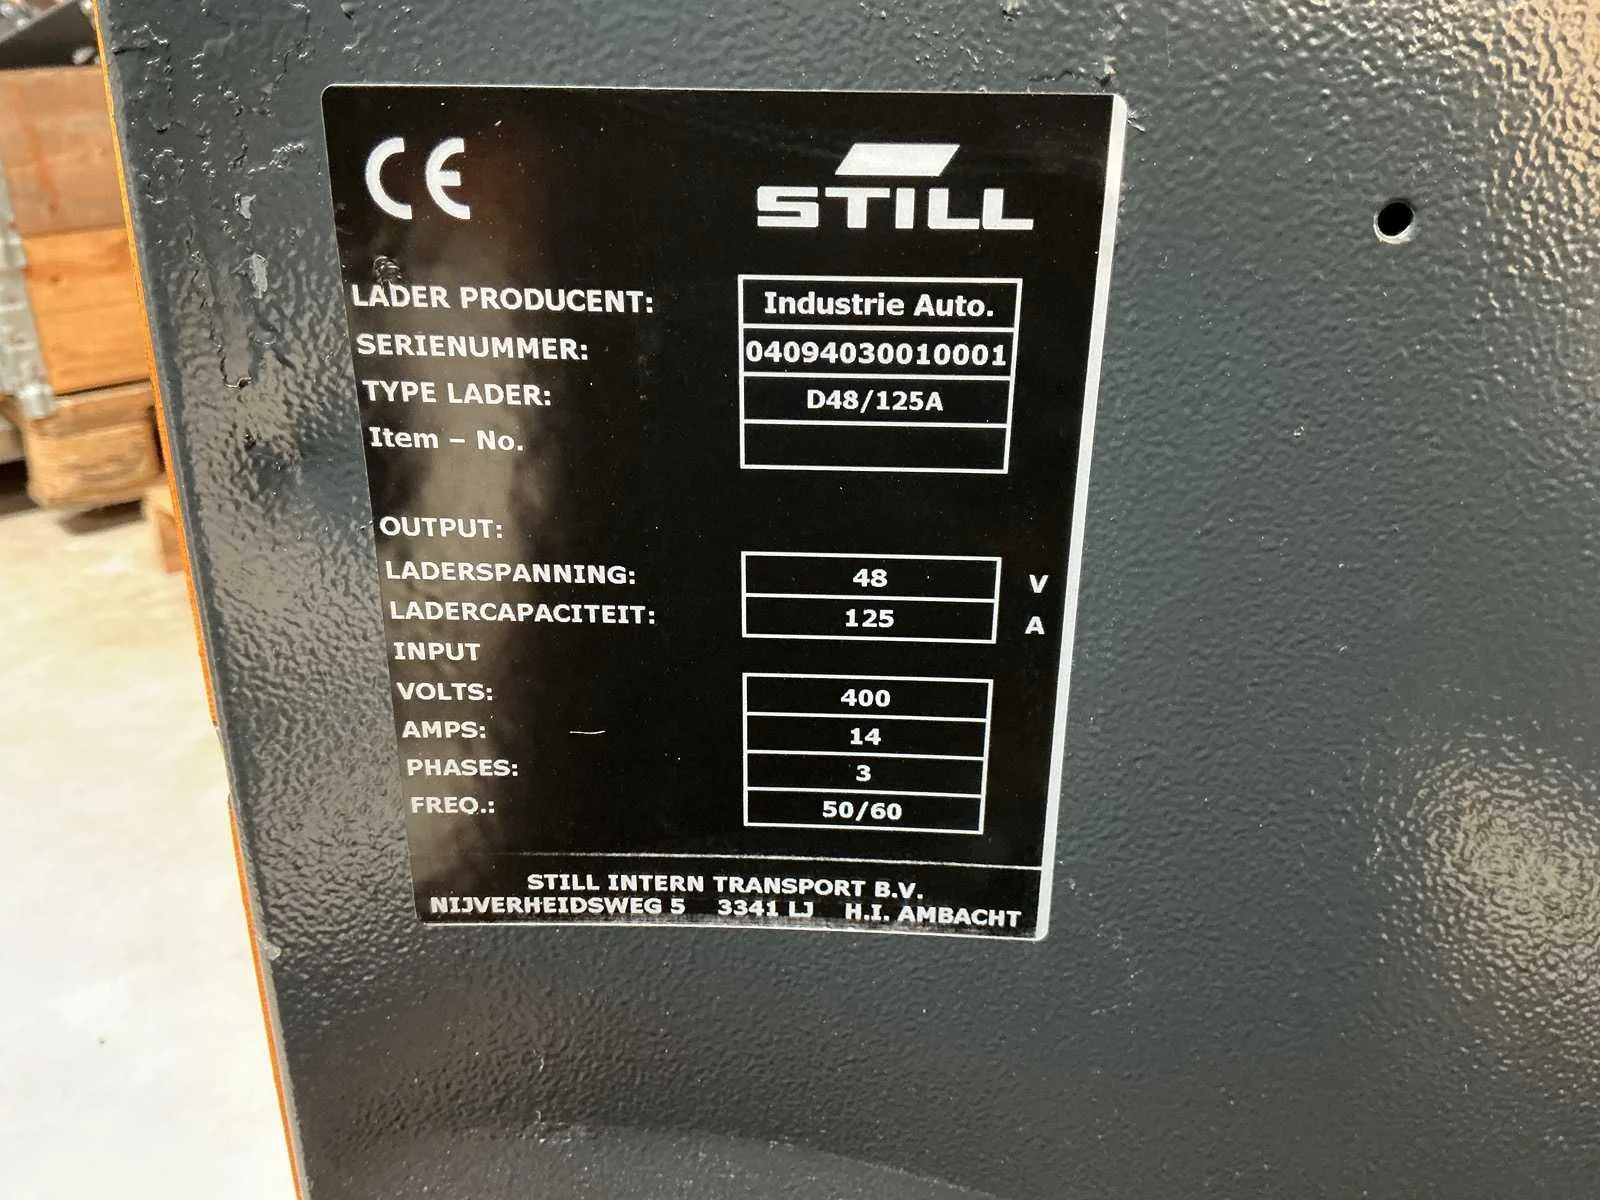 CE STILL
LADER PRODUCENT: Industrie Auto.
SERIENUMMER: 04094030010001
TYPE LADER: D48/125A
Item – No.
OUTPUT:
LADERSPANNING: 48 V
LADERCAPACITEIT: 125 A
INPUT
VOLTS: 400
AMPS: 14
PHASES: 3
FREQ.: 50/60
STILL INTERN TRANSPORT B.V.
NIJVERHEIDSWEG 5 3341 LJ H.I. AMBACHT